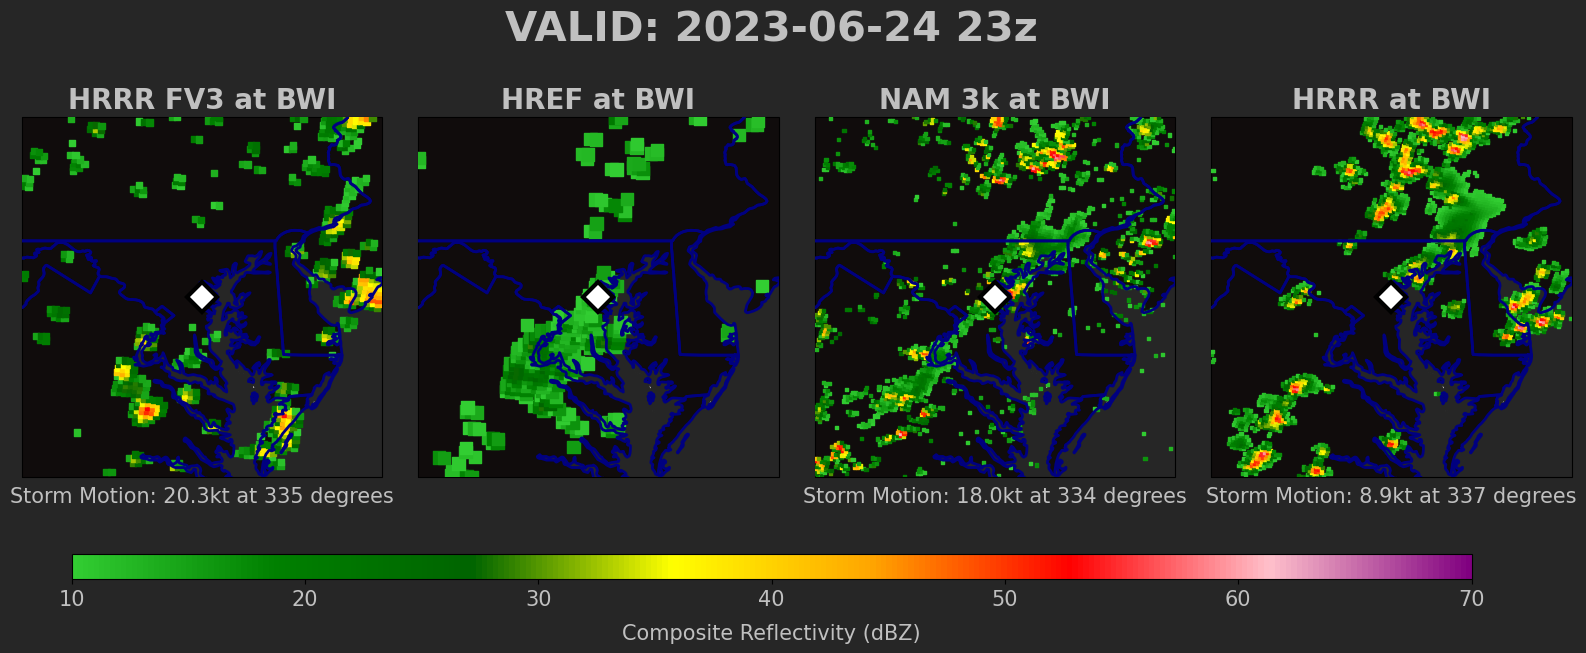 VALID: 2023-06-24 23z
HRRR FV3 at BWI
HREF at BWI
NAM 3k at BWI
HRRR at BWI
Storm Motion: 20.3kt at 335 degrees
Storm Motion: 18.0kt at 334 degrees
Storm Motion: 8.9kt at 337 degrees
10 20 30 40 50 60 70
Composite Reflectivity (dBZ)